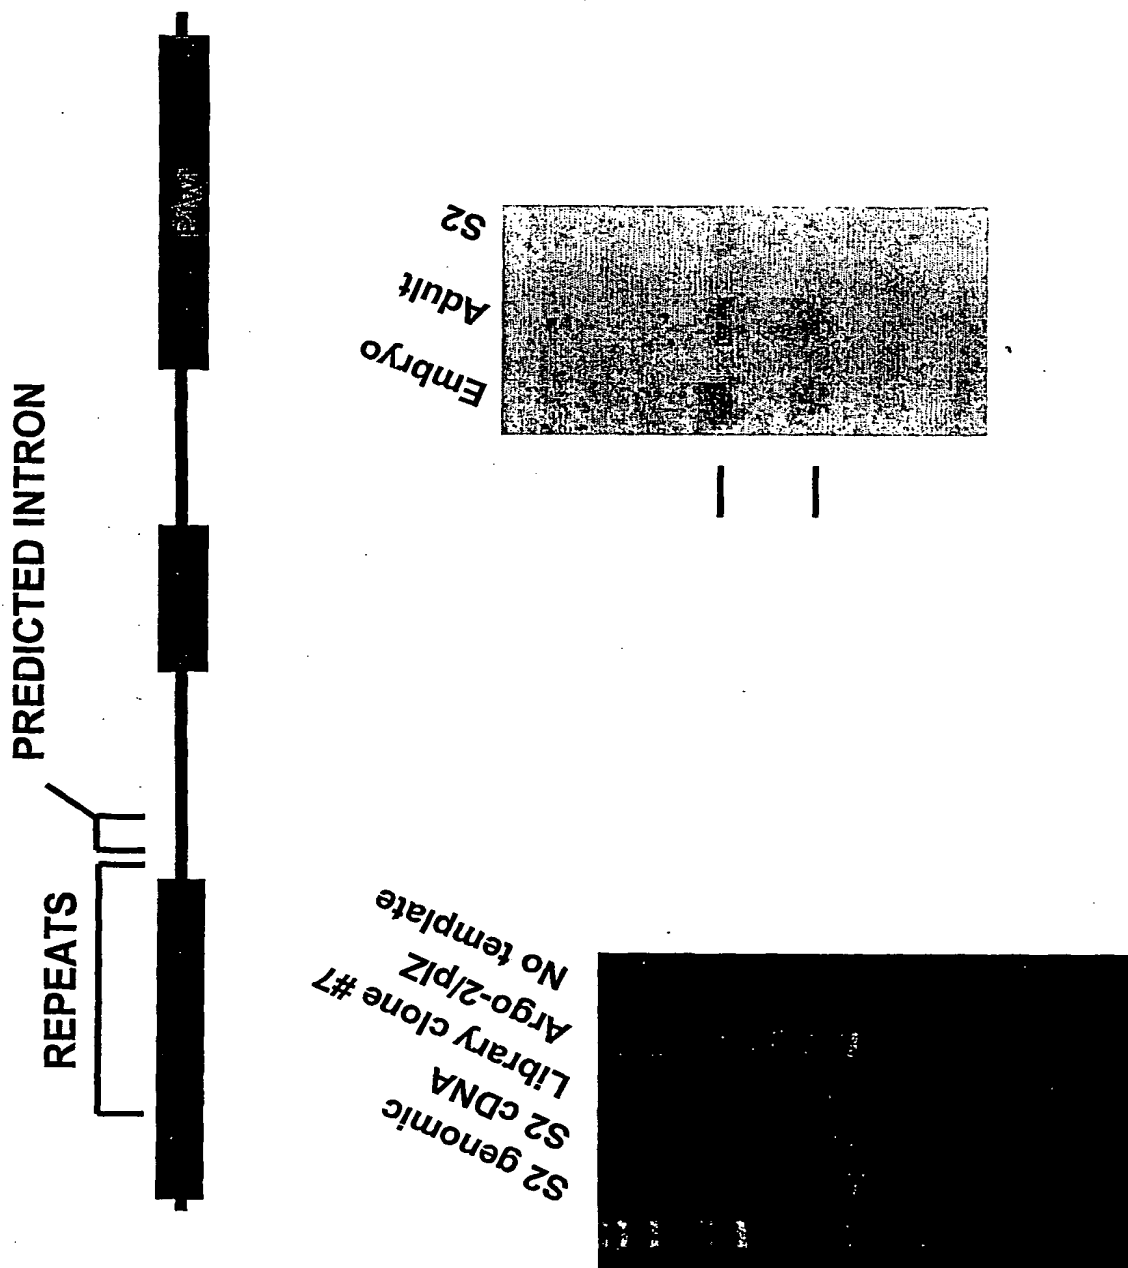 REPEATS
PREDICTED INTRON
S2 genomic
S2 cDNA
Library clone #7
Argo-2/pIZ
No template
Embryo
Adult
S2